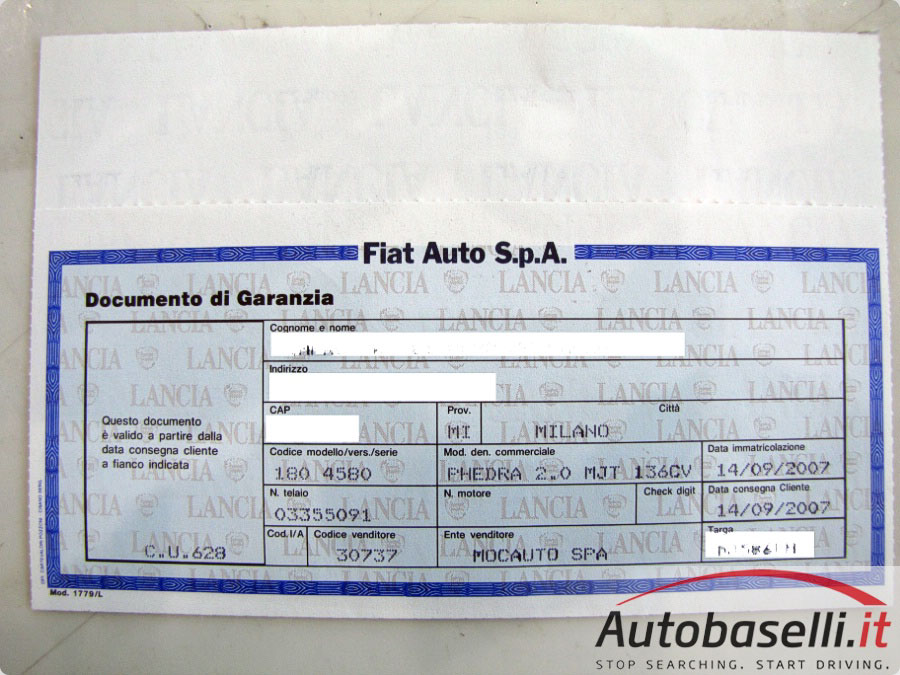 Fiat Auto S.p.A.
Documento di Garanzia
Cognome e nome
Indirizzo
CAP
Prov.
Città
MI
MILANO
Questo documento
è valido a partire dalla
data consegna cliente
a fianco indicata
Codice modello/vers./serie
Mod. den. commerciale
Data immatricolazione
180 4580
PHEDRA 2.0 MJT 136CV
14/09/2007
N. telaio
N. motore
Check digit
Data consegna Cliente
03355091
14/09/2007
Cod. I/A
Codice venditore
Ente venditore
Targa
C.U.628
30737
MOCAUTO SPA
Mod. 1779/L
LANCIA
Autobaselli.it
STOP SEARCHING. START DRIVING.